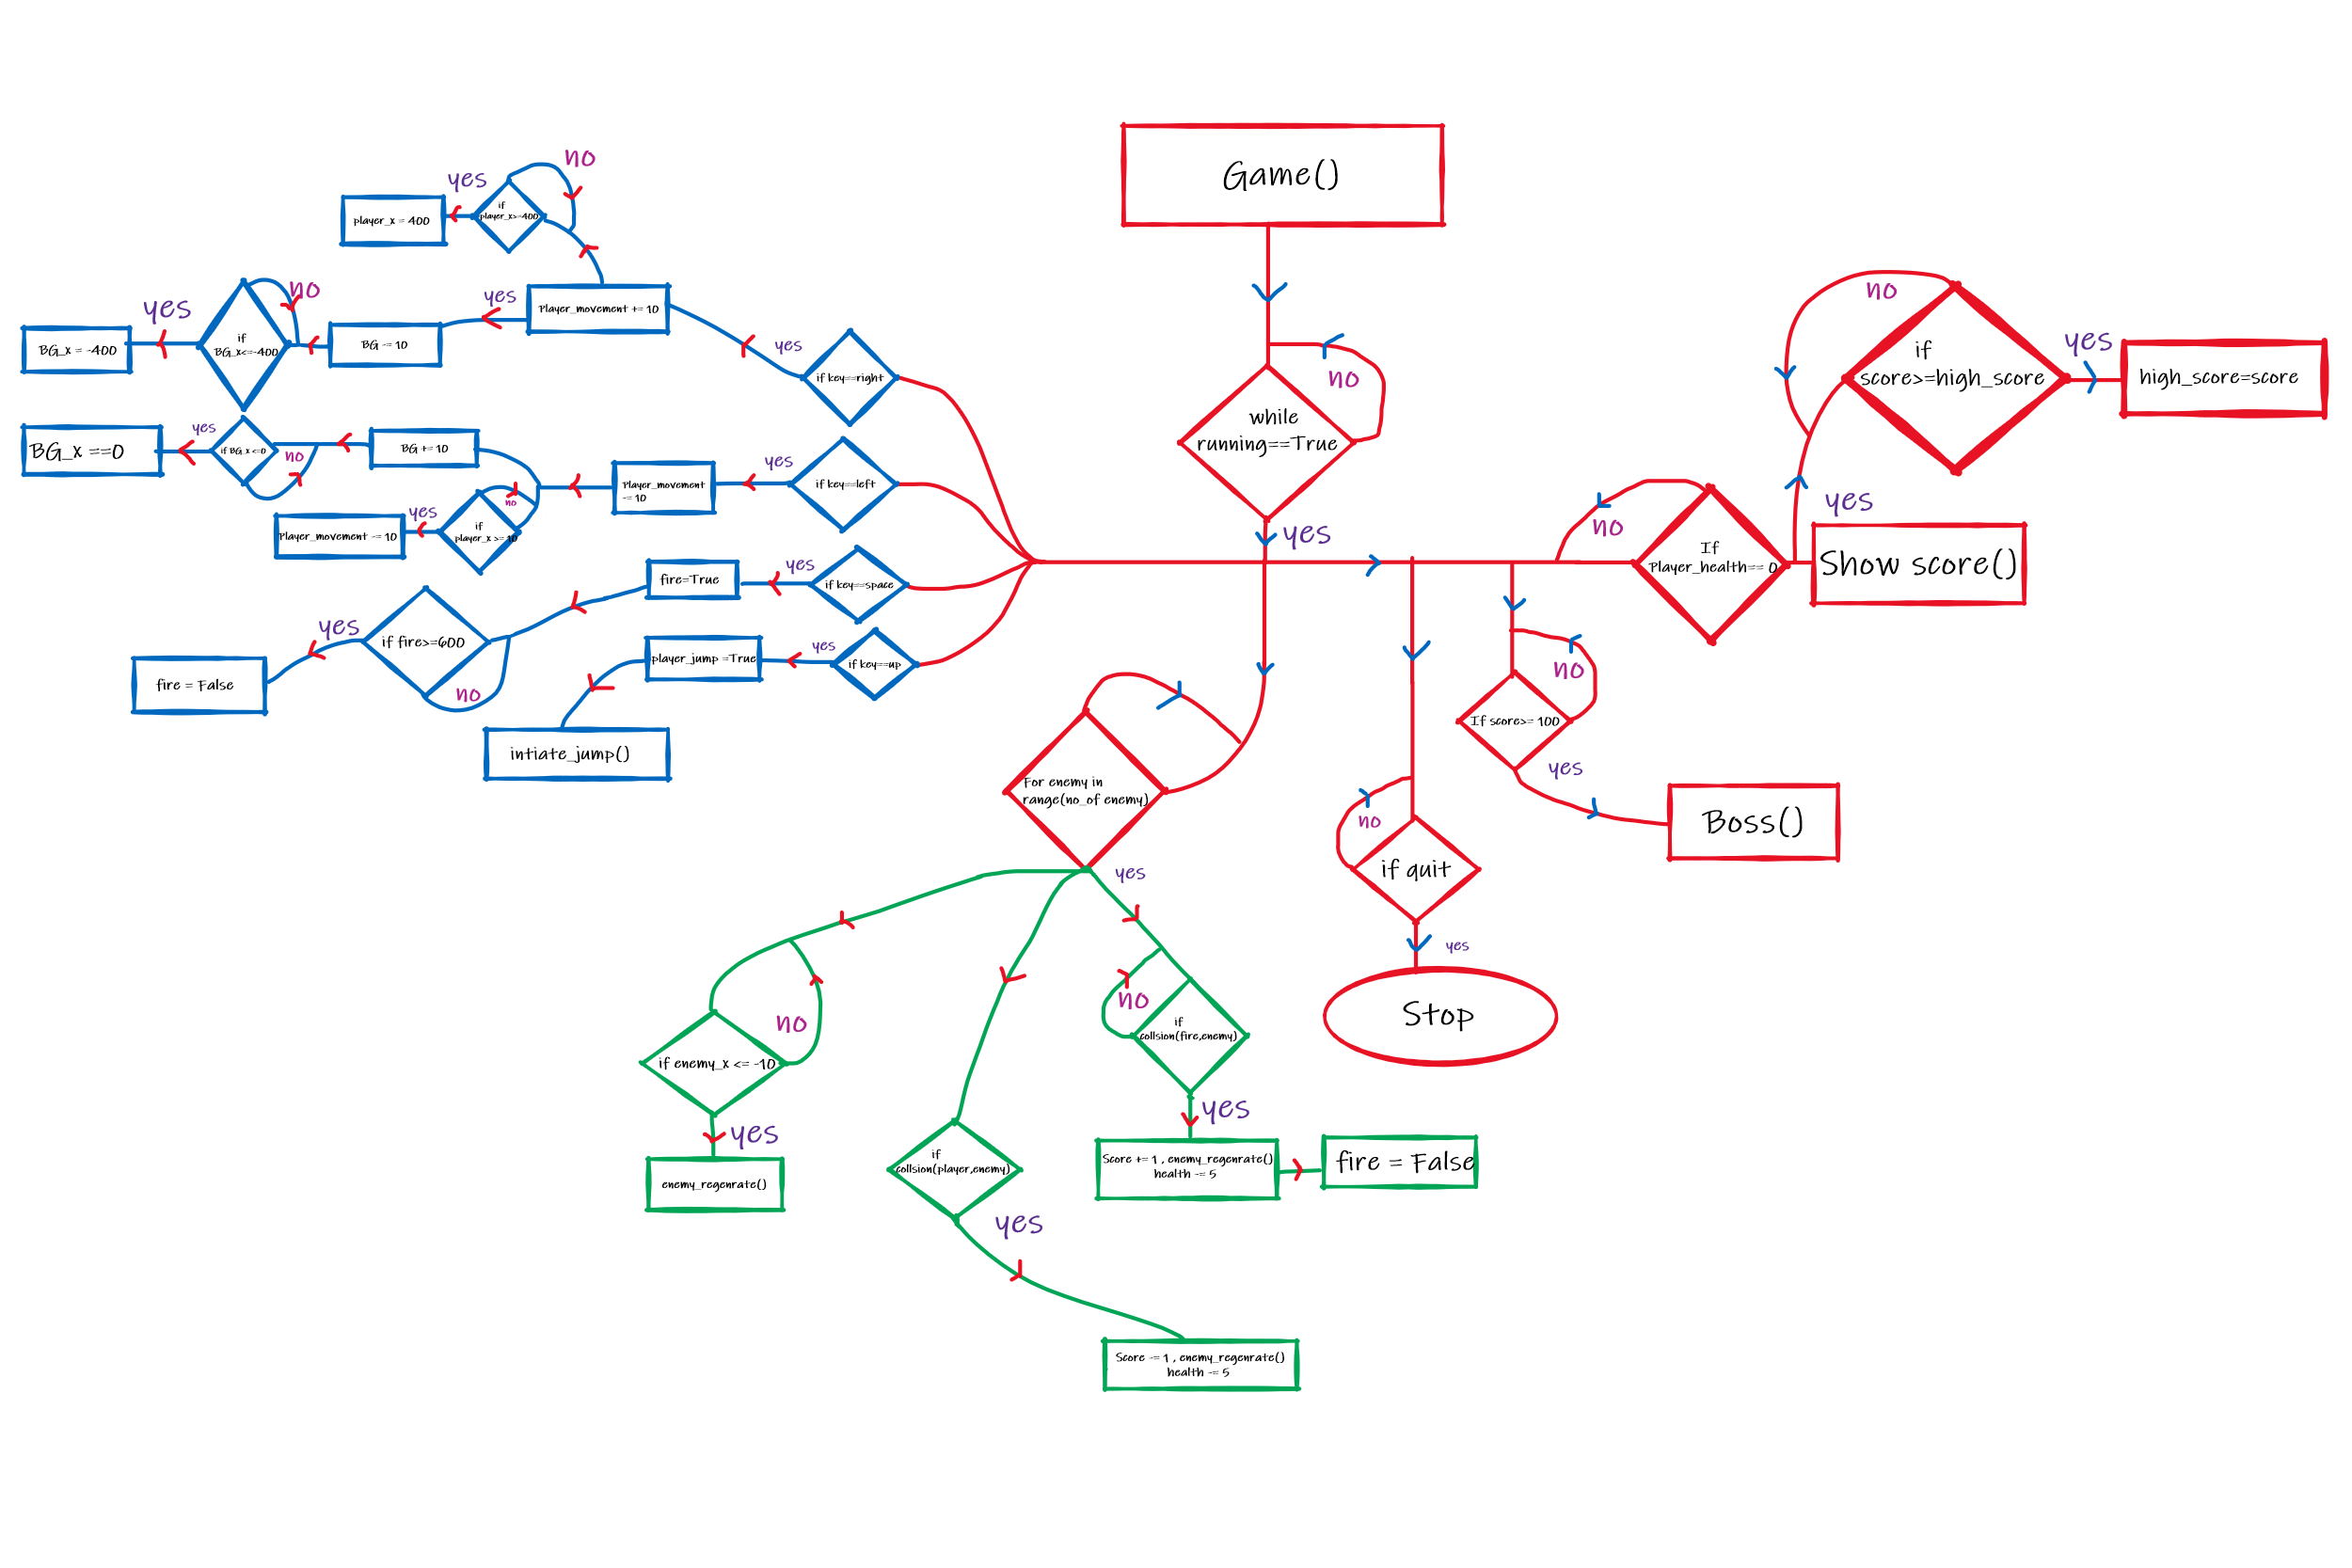 Game()
no
while
running==True
yes
no
yes
if
player_x>=400
player_x = 400
yes
Player_movement += 10
yes
if key==right
no
yes
if
BG_x<=-400
BG -= 10
BG_x = -400
yes
if BG_x <=0
no
BG += 10
BG_x ==0
Player_movement
-= 10
yes
if key==left
no
yes
if
player_x >= 10
Player_movement -= 10
fire=True
yes
if key==space
yes
if fire>=600
no
fire = False
player_jump =True
yes
if key==up
intiate_jump()
no
if
score>=high_score
yes
high_score=score
yes
no
If
Player_health== 0
Show score()
no
If score>= 100
yes
Boss()
no
if quit
yes
Stop
For enemy in
range(no_of enemy)
yes
no
if enemy_x <= -10
yes
enemy_regenrate()
no
if
collsion(fire,enemy)
yes
Score += 1 , enemy_regenrate()
health -= 5
fire = False
if
collsion(player,enemy)
yes
Score -= 1 , enemy_regenrate()
health -= 5